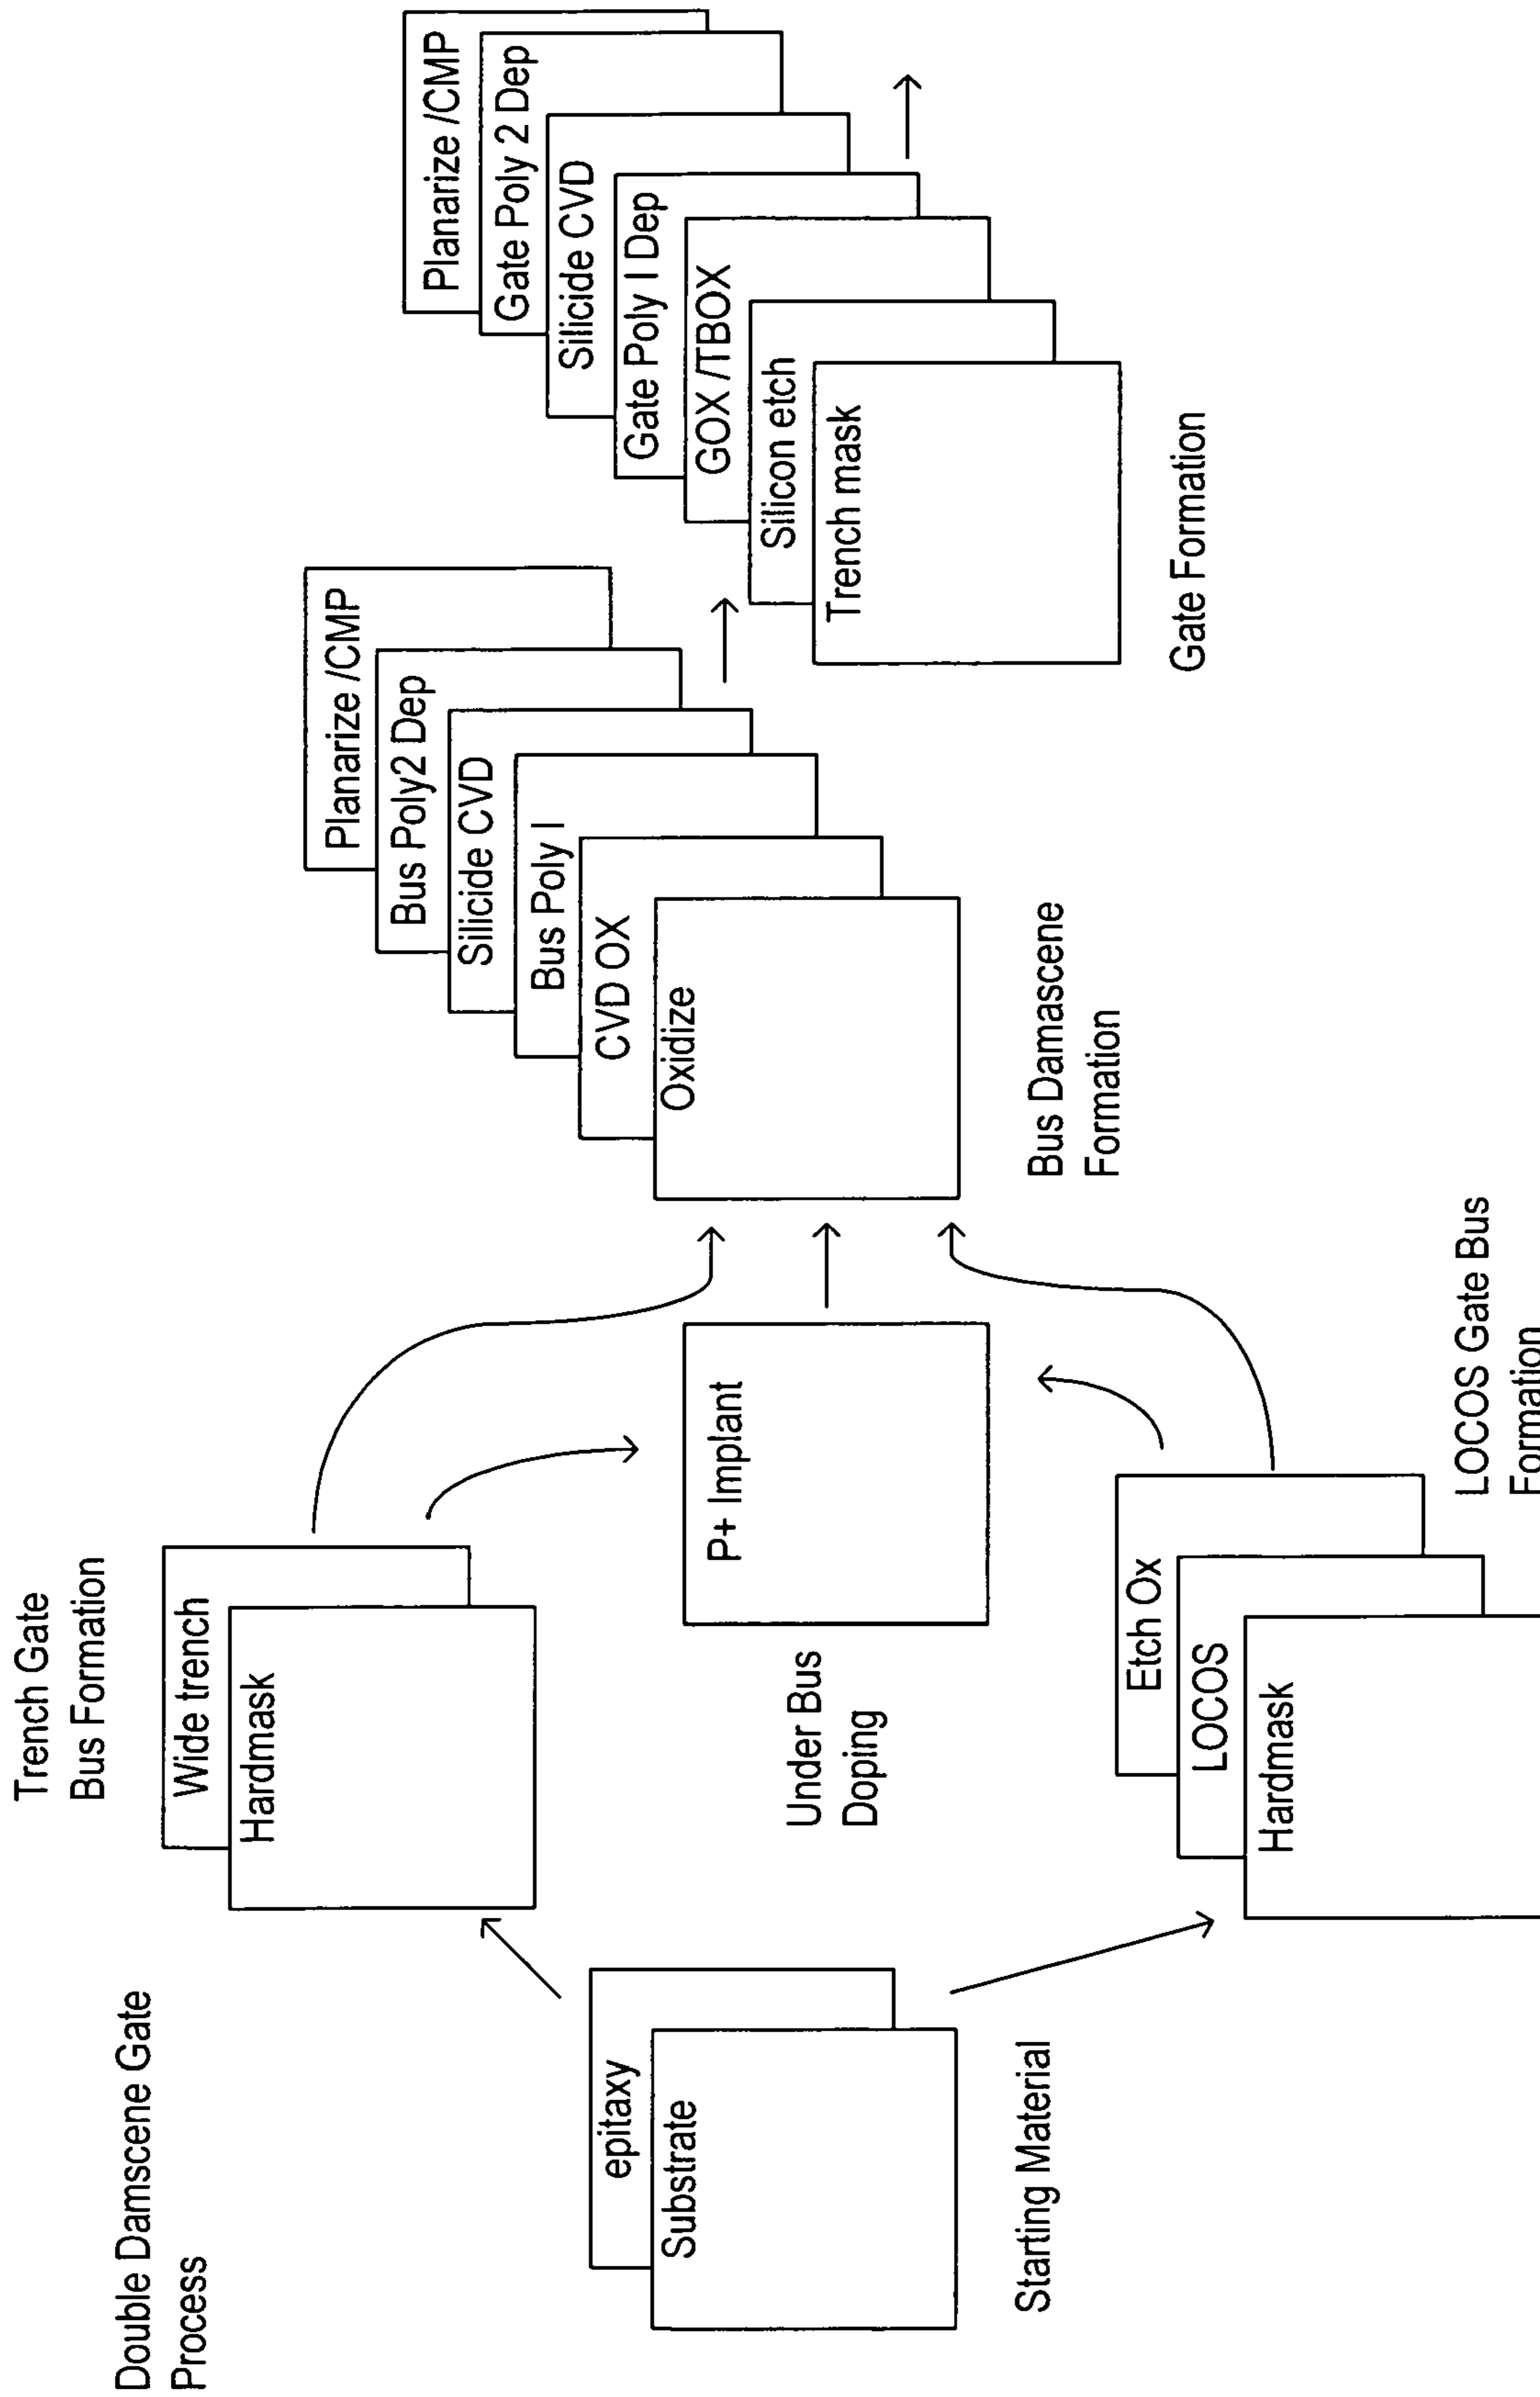 Double Damscene Gate
Process
Trench Gate
Bus Formation
Wide trench
Hardmask
epitaxy
Substrate
Starting Material
P+ Implant
Under Bus
Doping
Etch Ox
LOCOS
Hardmask
LOCOS Gate Bus
Formation
Planarize /CMP
Bus Poly2 Dep
Silicide CVD
Bus Poly I
CVD OX
Oxidize
Bus Damascene
Formation
Planarize /CMP
Gate Poly 2 Dep
Silicide CVD
Gate Poly I Dep
GOX /TBOX
Silicon etch
Trench mask
Gate Formation